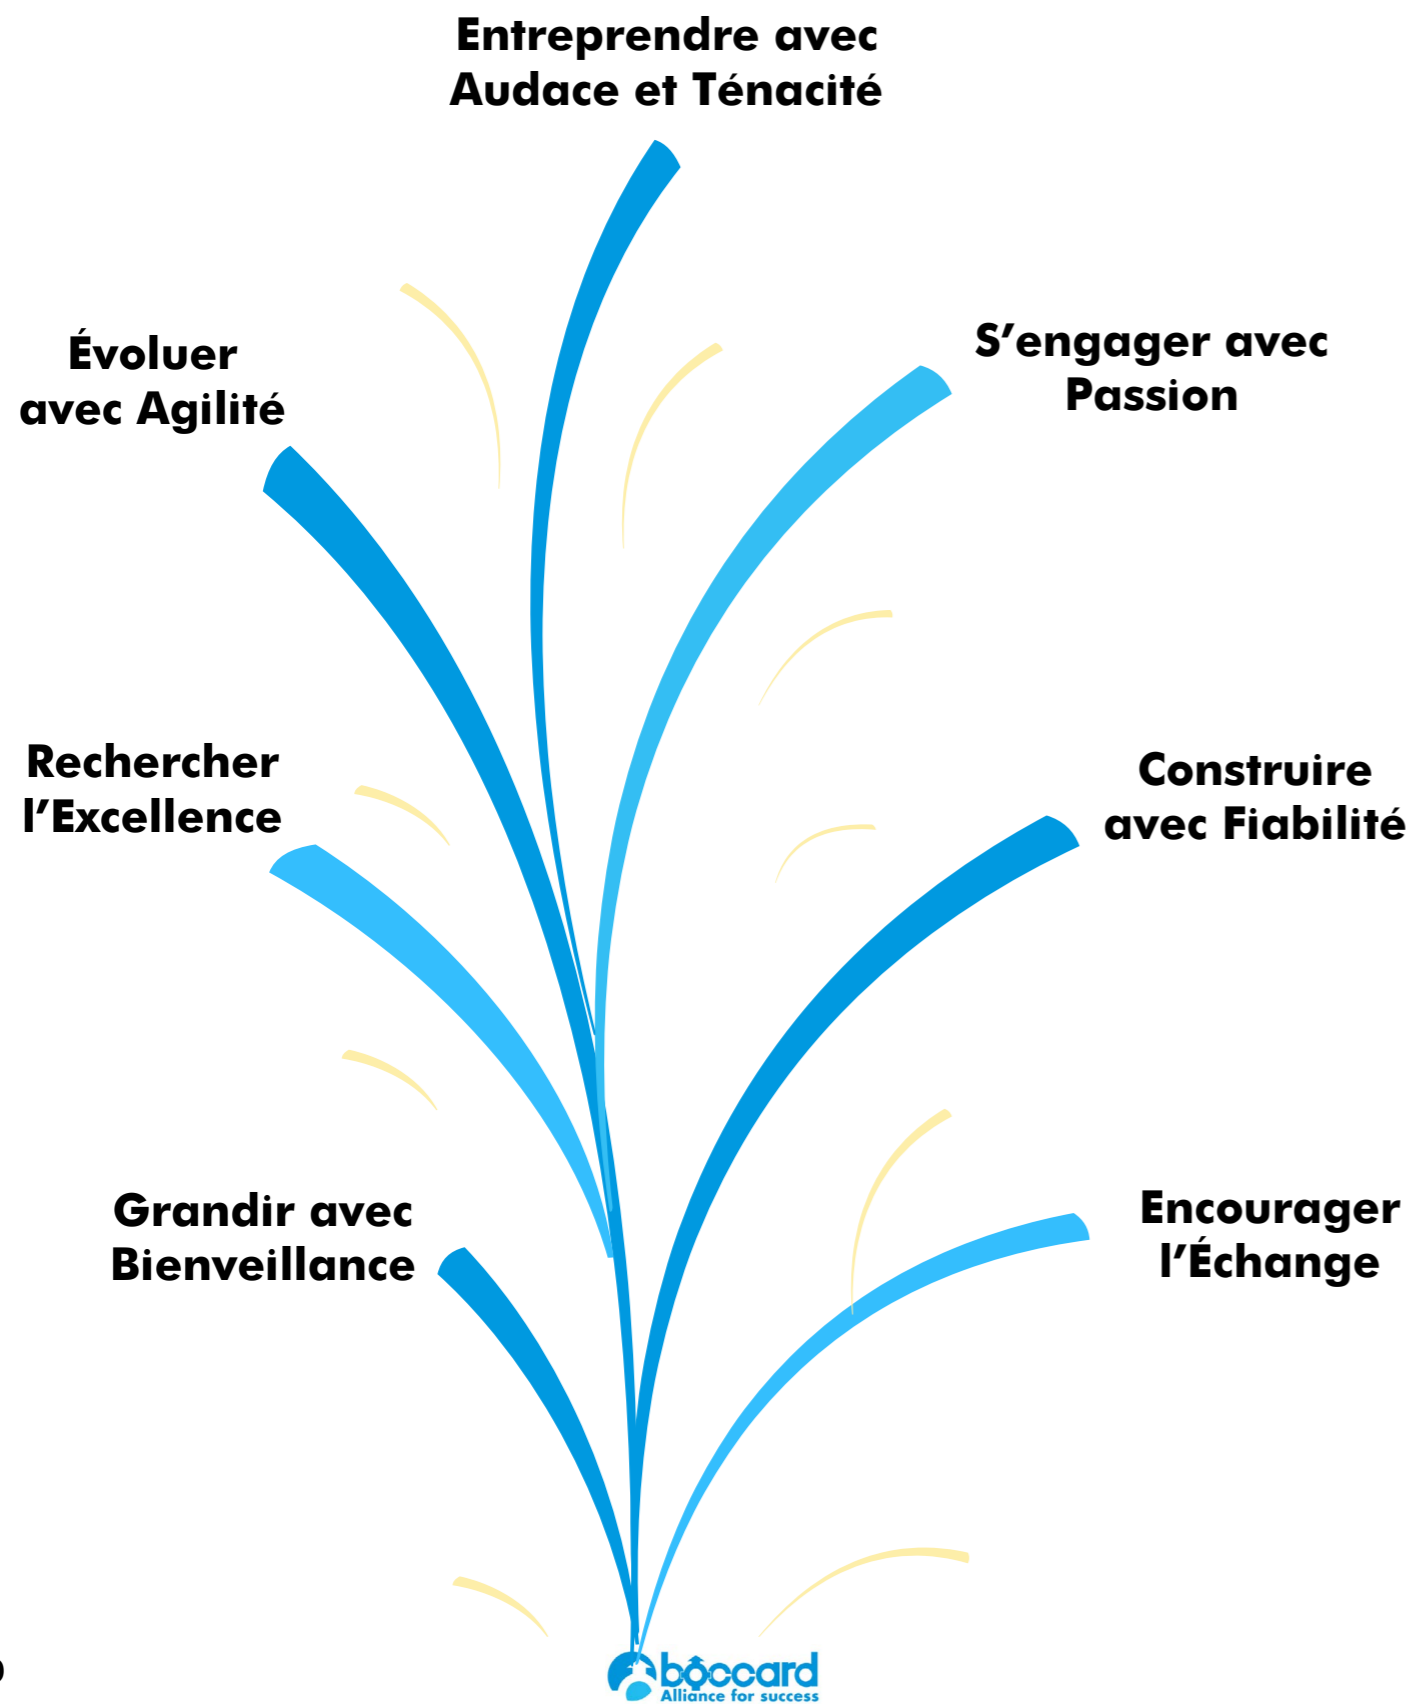 Entreprendre avec
Audace et Ténacité
Évoluer
avec Agilité
S’engager avec
Passion
Rechercher
l’Excellence
Construire
avec Fiabilité
Grandir avec
Bienveillance
Encourager
l’Échange
boccard
Alliance for success